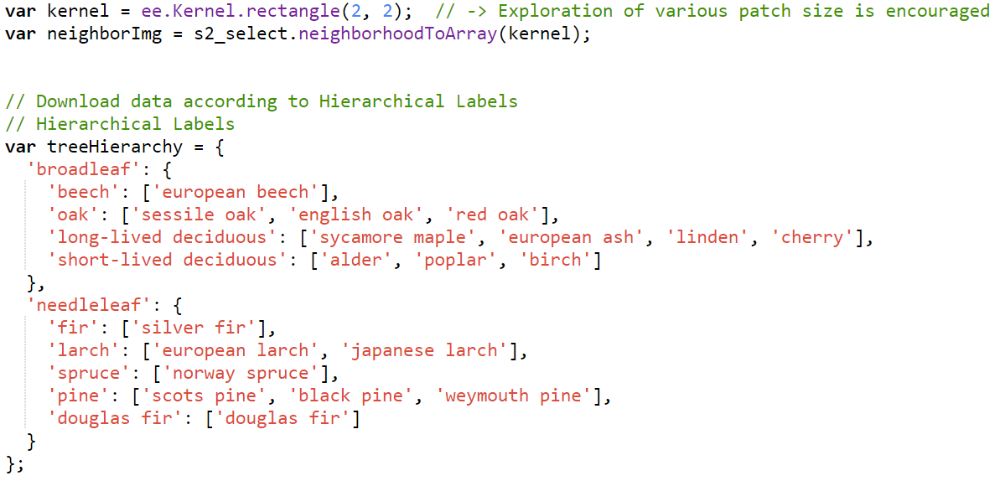 var kernel = ee.Kernel.rectangle(2, 2);  // -> Exploration of various patch size is encouraged
var neighborImg = s2_select.neighborhoodToArray(kernel);
// Download data according to Hierarchical Labels
// Hierarchical Labels
var treeHierarchy = {
  'broadleaf': {
    'beech': ['european beech'],
    'oak': ['sessile oak', 'english oak', 'red oak'],
    'long-lived deciduous': ['sycamore maple', 'european ash', 'linden', 'cherry'],
    'short-lived deciduous': ['alder', 'poplar', 'birch']
  },
  'needleleaf': {
    'fir': ['silver fir'],
    'larch': ['european larch', 'japanese larch'],
    'spruce': ['norway spruce'],
    'pine': ['scots pine', 'black pine', 'weymouth pine'],
    'douglas fir': ['douglas fir']
  }
};